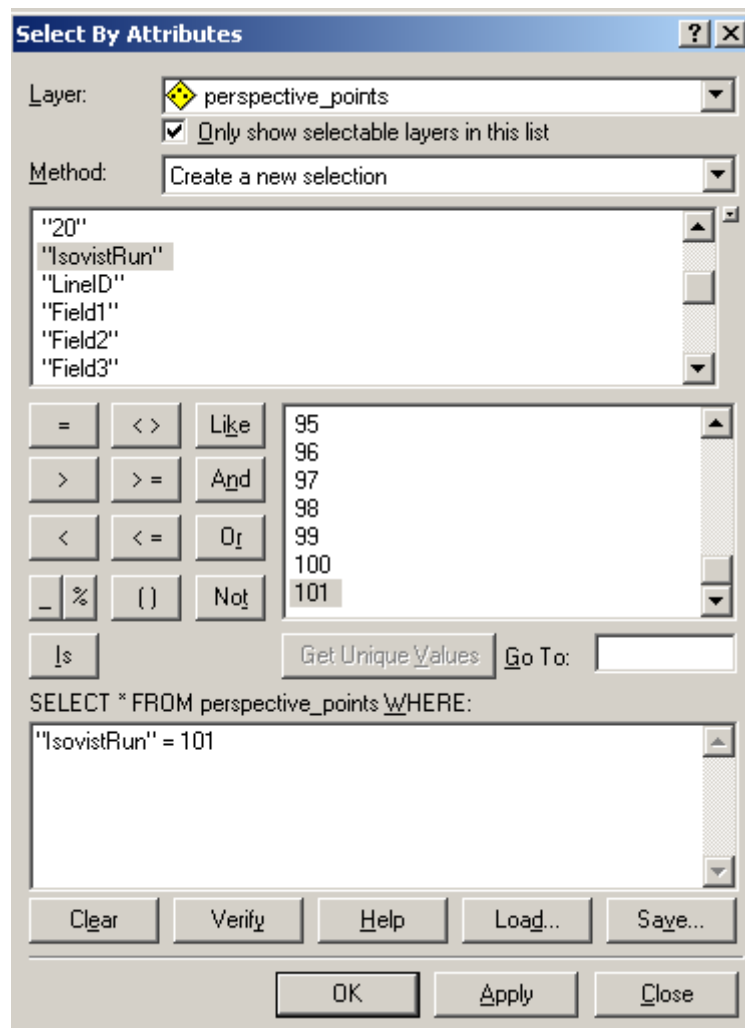 Select By Attributes
Layer: perspective_points
Only show selectable layers in this list
Method: Create a new selection
"20"
"IsovistRun"
"LineID"
"Field1"
"Field2"
"Field3"
= < > Like
> > = And
< < = Or
_ % ( ) Not
Is
95
96
97
98
99
100
101
Get Unique Values Go To:
SELECT * FROM perspective_points WHERE:
"IsovistRun" = 101
Clear Verify Help Load... Save...
OK Apply Close